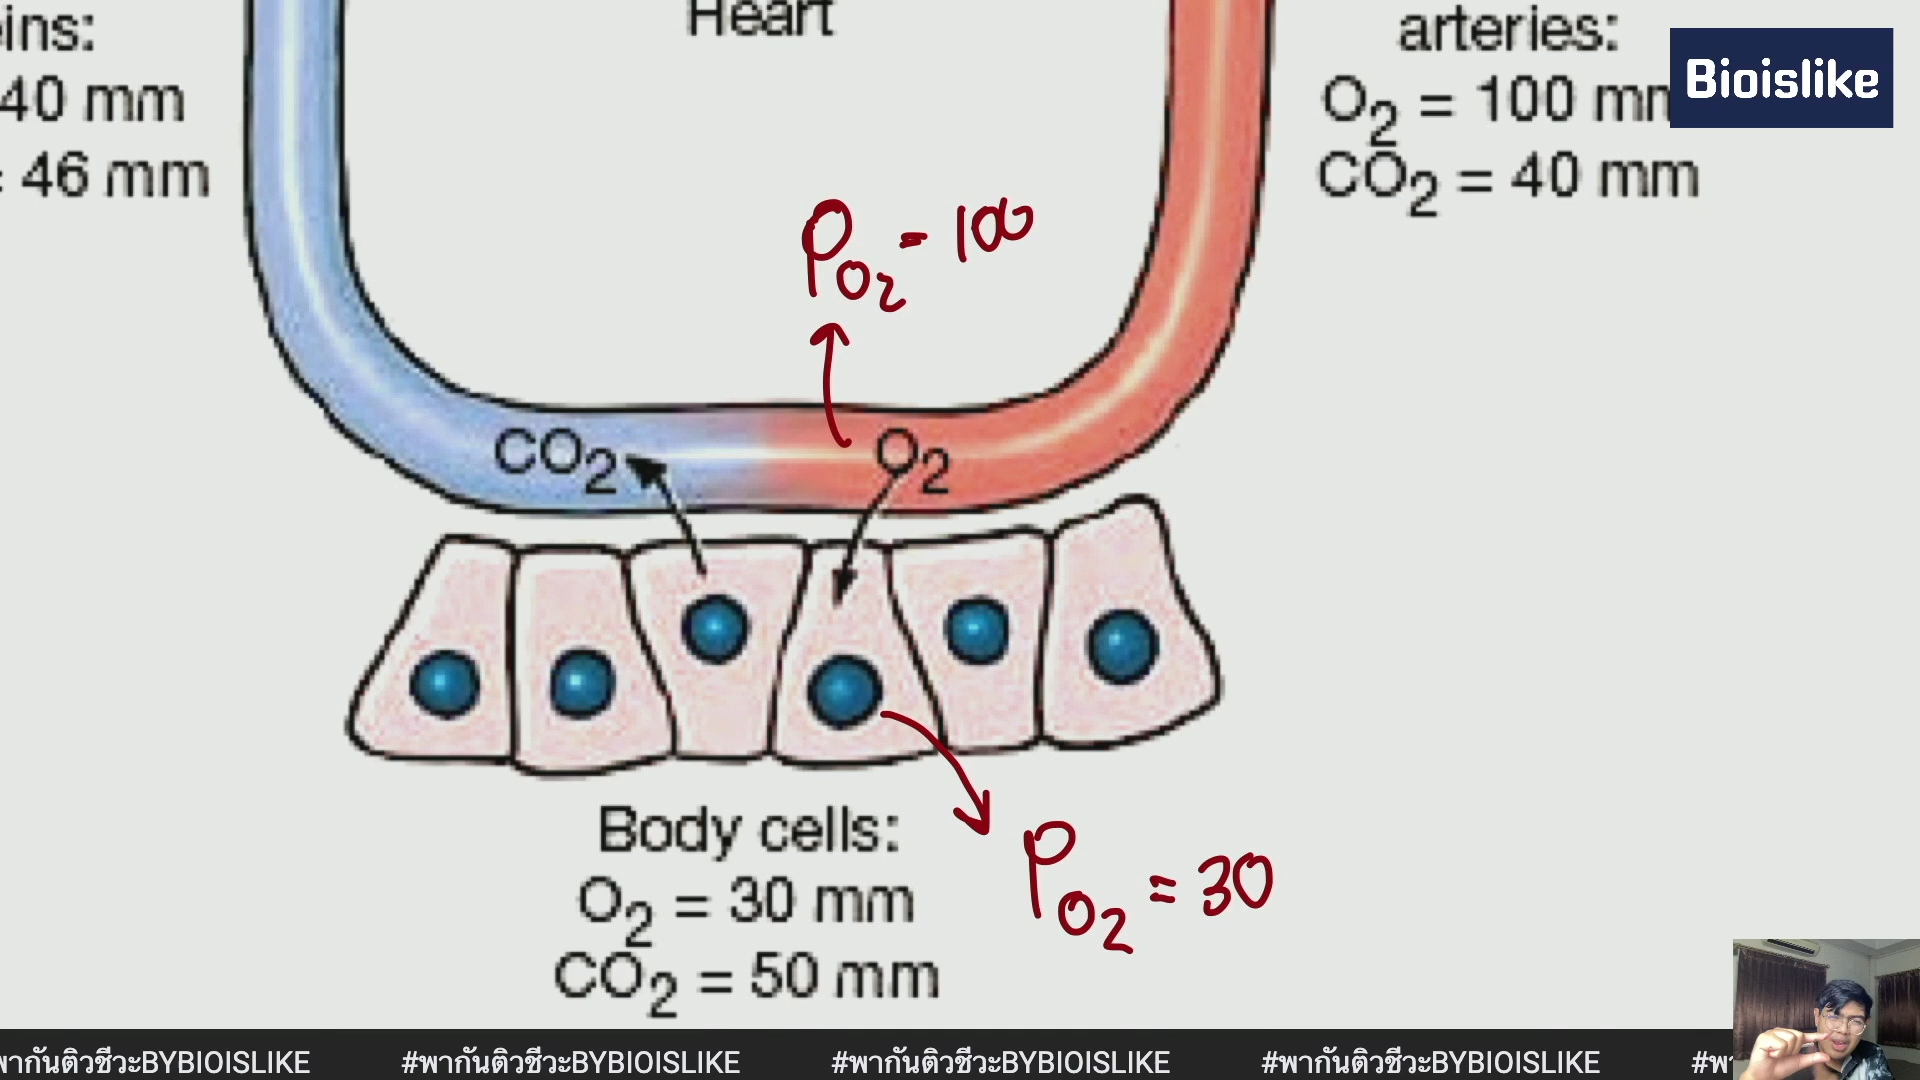 Heart
ins:
40 mm
= 46 mm
arteries:
O₂ = 100 mm
CO₂ = 40 mm
Bioislike
PO₂ = 100
CO₂
O₂
Body cells:
O₂ = 30 mm
CO₂ = 50 mm
PO₂ = 30
พากันติวชีวะBYBIOISLIKE #พากันติวชีวะBYBIOISLIKE #พากันติวชีวะBYBIOISLIKE #พากันติวชีวะBYBIOISLIKE #พา